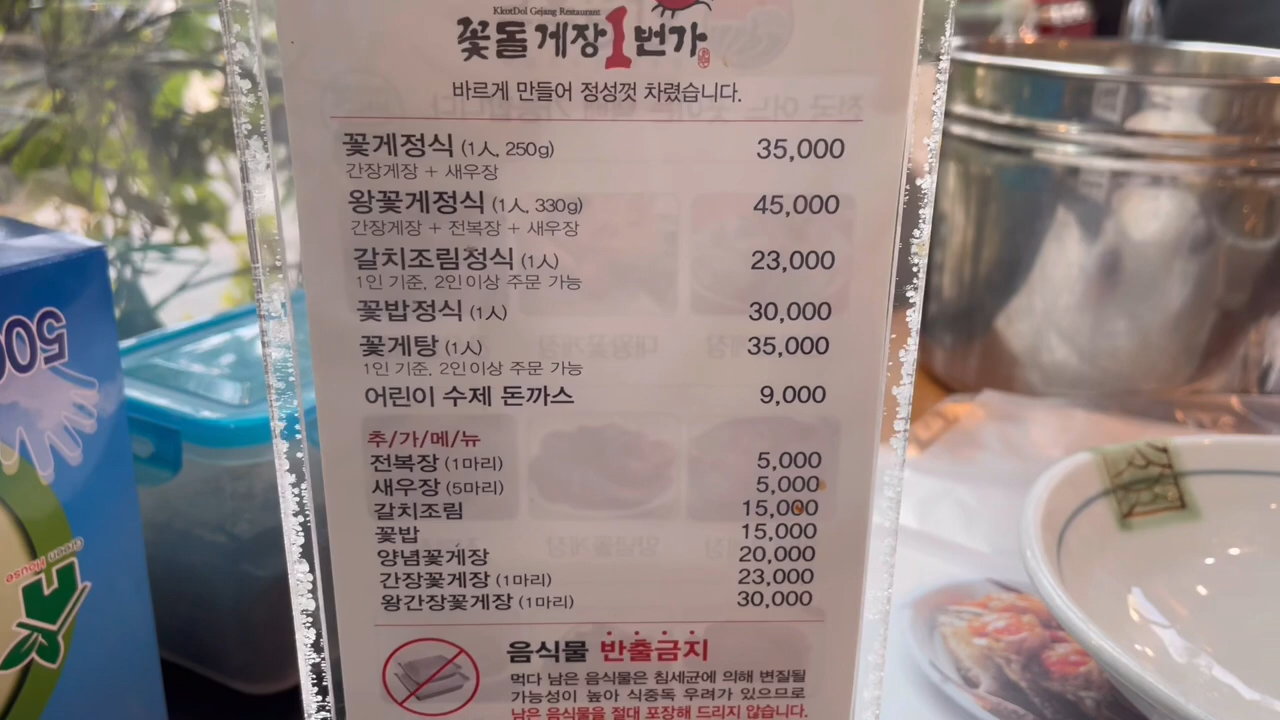 KkotDol Gejang Restaurant
꽃돌게장1번가
바르게 만들어 정성껏 차렸습니다.
꽃게정식 (1人, 250g) 35,000
간장게장 + 새우장
왕꽃게정식 (1人, 330g) 45,000
간장게장 + 전복장 + 새우장
갈치조림정식 (1人) 23,000
1인 기준, 2인이상 주문 가능
꽃밥정식 (1人) 30,000
꽃게탕 (1人) 35,000
1인 기준, 2인이상 주문 가능
어린이 수제 돈까스 9,000
추/가/메/뉴
전복장 (1마리) 5,000
새우장 (5마리) 5,000
갈치조림 15,000
꽃밥 15,000
양념꽃게장 20,000
간장꽃게장 (1마리) 23,000
왕간장꽃게장 (1마리) 30,000
음식물 반출금지
먹다 남은 음식물은 침세균에 의해 변질될
가능성이 높아 식중독 우려가 있으므로
남은 음식물을 절대 포장해 드리지 않습니다.
500
Green House